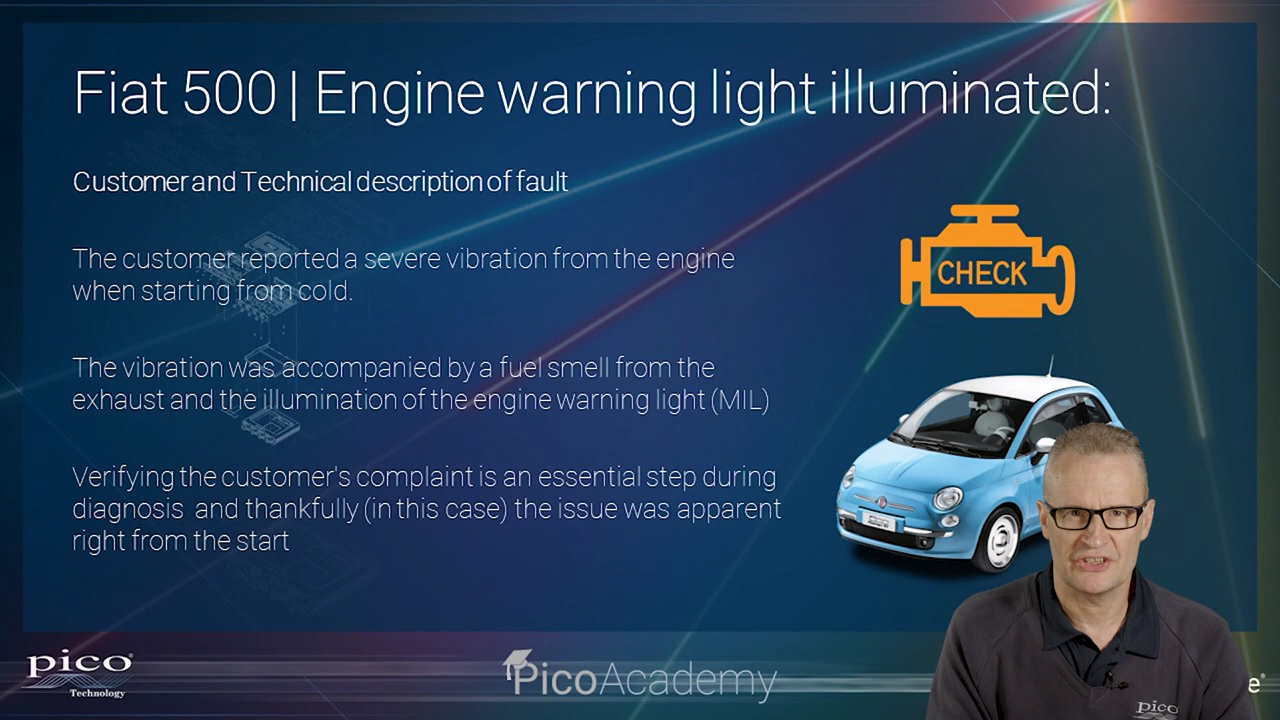 Fiat 500 | Engine warning light illuminated:
Customer and Technical description of fault
The customer reported a severe vibration from the engine
when starting from cold.
The vibration was accompanied by a fuel smell from the
exhaust and the illumination of the engine warning light (MIL)
Verifying the customer's complaint is an essential step during
diagnosis and thankfully (in this case) the issue was apparent
right from the start
CHECK
pico
Technology
PicoAcademy
pico
e